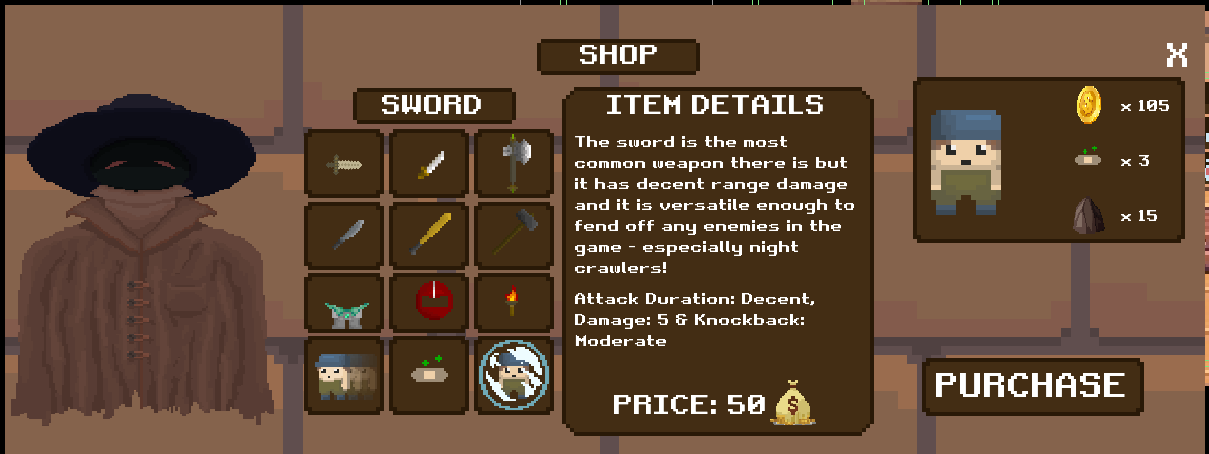 SHOP
X
SWORD
ITEM DETAILS
The sword is the most
common weapon there is but
it has decent range damage
and it is versatile enough to
fend off any enemies in the
game - especially night
crawlers!
Attack Duration: Decent,
Damage: 5 & Knockback:
Moderate
PRICE: 50
$
x 105
x 3
x 15
PURCHASE